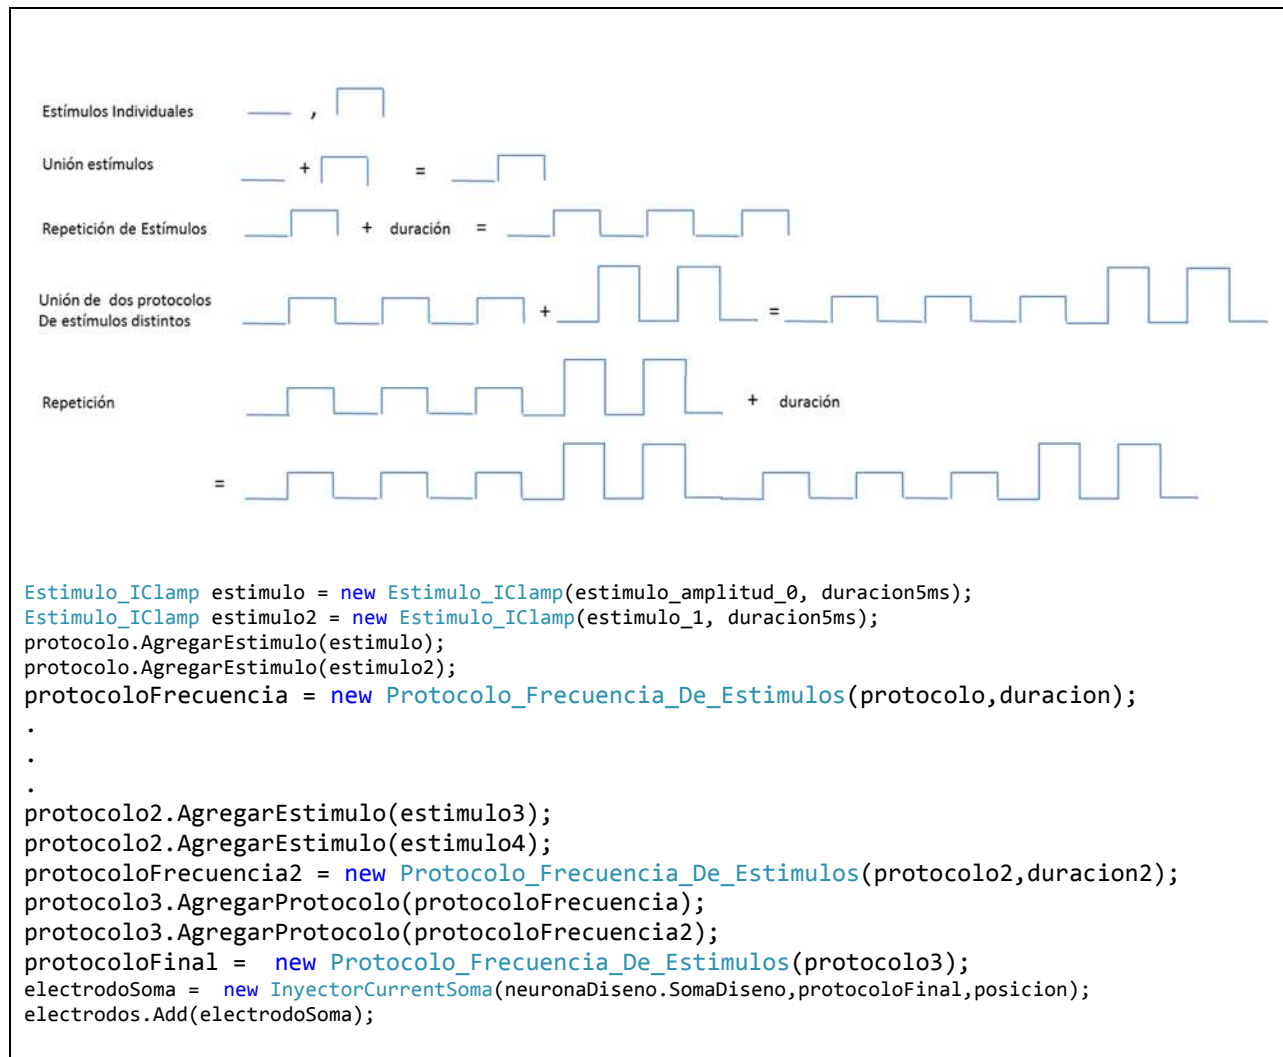 Estímulos Individuales ,
Unión estímulos + =
Repetición de Estímulos + duración =
Unión de dos protocolos
De estímulos distintos + =
Repetición + duración
=
Estimulo_IClamp estimulo = new Estimulo_IClamp(estimulo_amplitud_0, duracion5ms);
Estimulo_IClamp estimulo2 = new Estimulo_IClamp(estimulo_1, duracion5ms);
protocolo.AgregarEstimulo(estimulo);
protocolo.AgregarEstimulo(estimulo2);
protocoloFrecuencia = new Protocolo_Frecuencia_De_Estimulos(protocolo,duracion);
.
.
.
protocolo2.AgregarEstimulo(estimulo3);
protocolo2.AgregarEstimulo(estimulo4);
protocoloFrecuencia2 = new Protocolo_Frecuencia_De_Estimulos(protocolo2,duracion2);
protocolo3.AgregarProtocolo(protocoloFrecuencia);
protocolo3.AgregarProtocolo(protocoloFrecuencia2);
protocoloFinal =  new Protocolo_Frecuencia_De_Estimulos(protocolo3);
electrodoSoma =  new InyectorCurrentSoma(neuronaDiseno.SomaDiseno,protocoloFinal,posicion);
electrodos.Add(electrodoSoma);